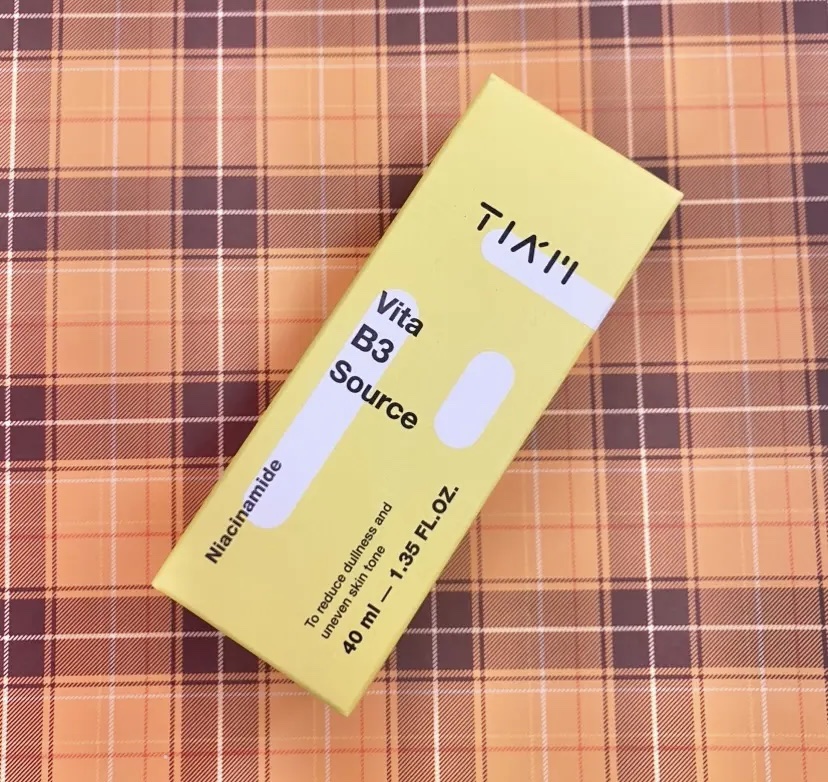 TIA'M
Vita
B3
Source
Niacinamide
To reduce dullness and
uneven skin tone
40 ml — 1.35 FL.OZ.